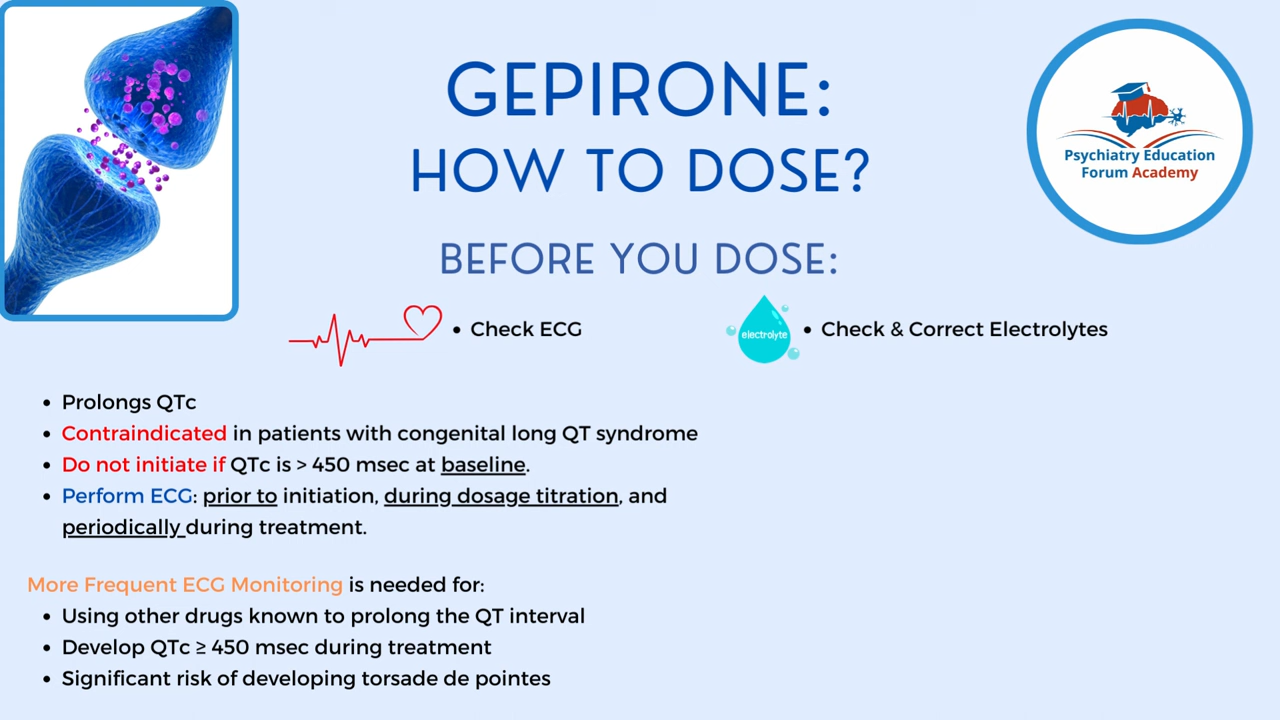 GEPIRONE:
HOW TO DOSE?
Psychiatry Education
Forum Academy
BEFORE YOU DOSE:
• Check ECG
electrolyte
• Check & Correct Electrolytes
• Prolongs QTc
• Contraindicated in patients with congenital long QT syndrome
• Do not initiate if QTc is > 450 msec at baseline.
• Perform ECG: prior to initiation, during dosage titration, and
periodically during treatment.
More Frequent ECG Monitoring is needed for:
• Using other drugs known to prolong the QT interval
• Develop QTc ≥ 450 msec during treatment
• Significant risk of developing torsade de pointes